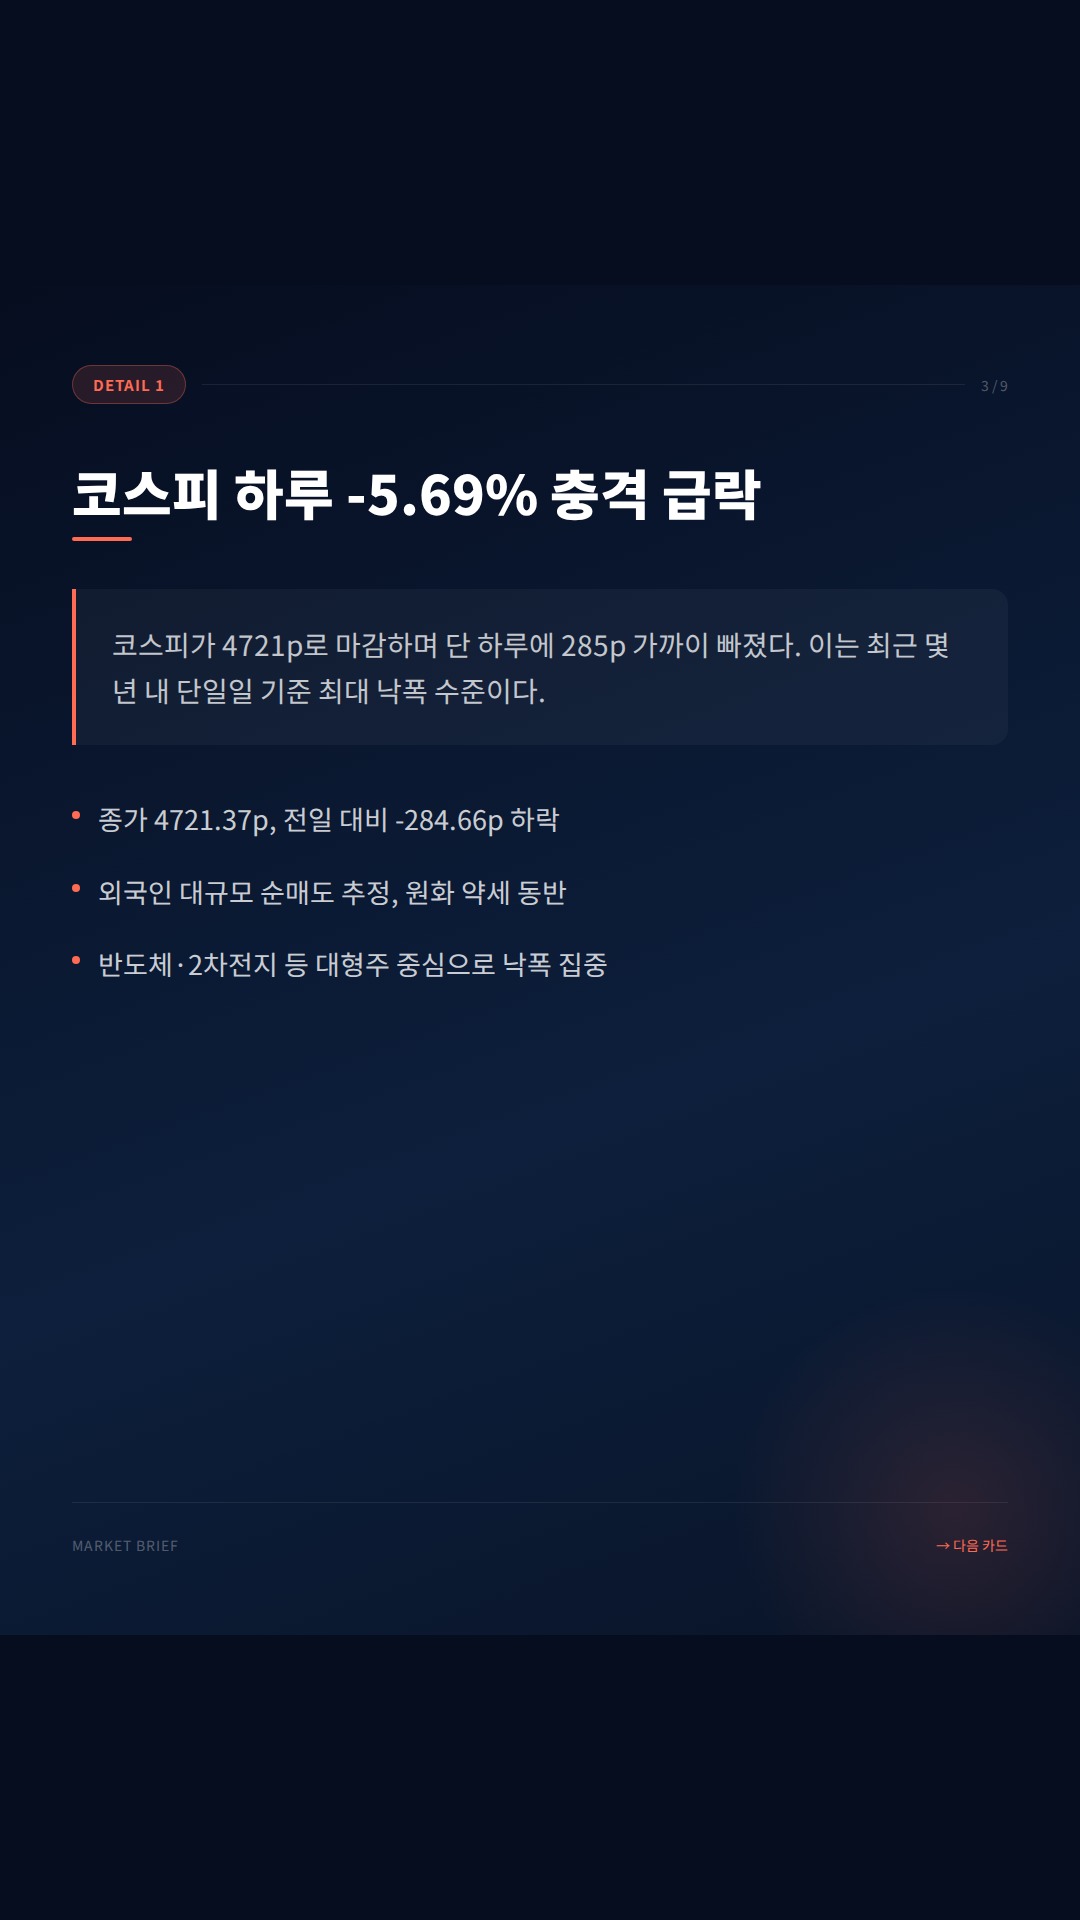 DETAIL 1
3 / 9
코스피 하루 -5.69% 충격 급락
코스피가 4721p로 마감하며 단 하루에 285p 가까이 빠졌다. 이는 최근 몇
년 내 단일일 기준 최대 낙폭 수준이다.
• 종가 4721.37p, 전일 대비 -284.66p 하락
• 외국인 대규모 순매도 추정, 원화 약세 동반
• 반도체·2차전지 등 대형주 중심으로 낙폭 집중
MARKET BRIEF
→ 다음 카드